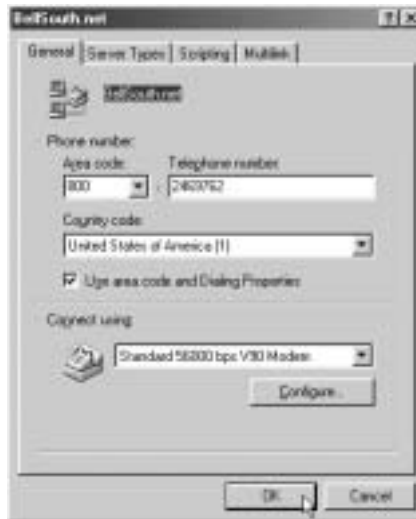 BellSouth.net
General Server Types Scripting Multilink
BellSouth.net
Phone number:
Area code: Telephone number:
800 - 2469762
Country code:
United States of America (1)
Use area code and Dialing Properties
Connect using:
Standard 56000 bps V90 Modem
Configure...
OK Cancel